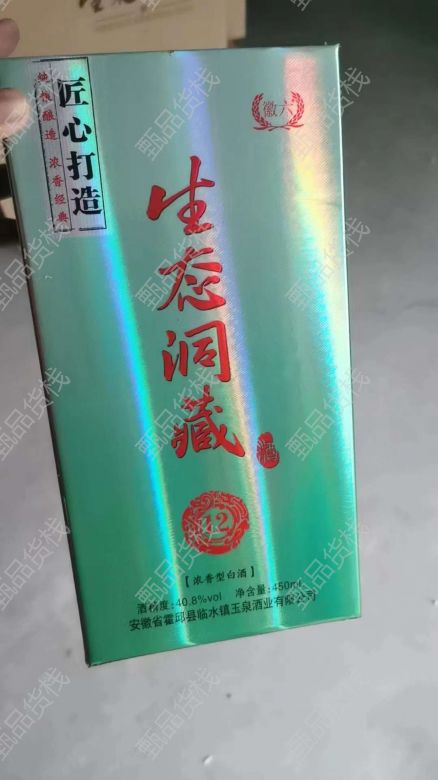 匠心打造
纯粮酿造 浓香经典
徽六
生态洞藏
酒
12
【浓香型白酒】
酒精度:40.8%vol 净含量:450ml
安徽省霍邱县临水镇玉泉酒业有限公司
甄品货栈